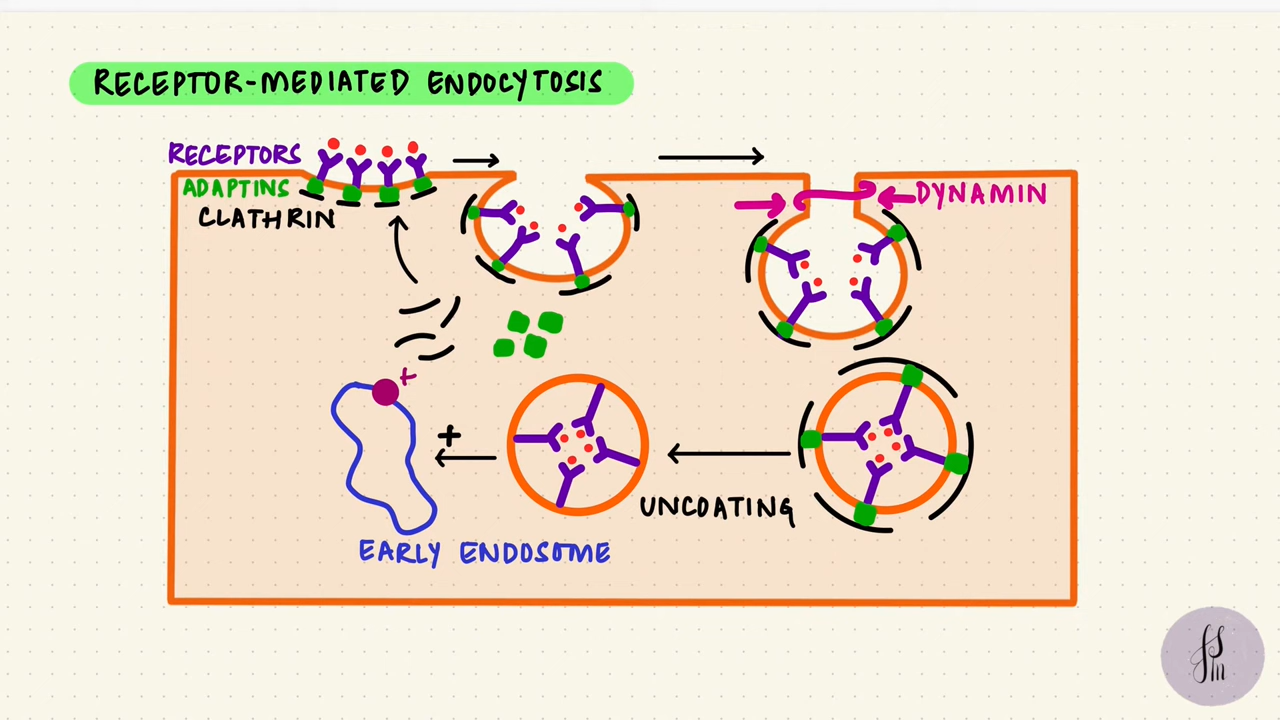 RECEPTOR-MEDIATED ENDOCYTOSIS
RECEPTORS
ADAPTINS
CLATHRIN
DYNAMIN
+
+
UNCOATING
EARLY ENDOSOME